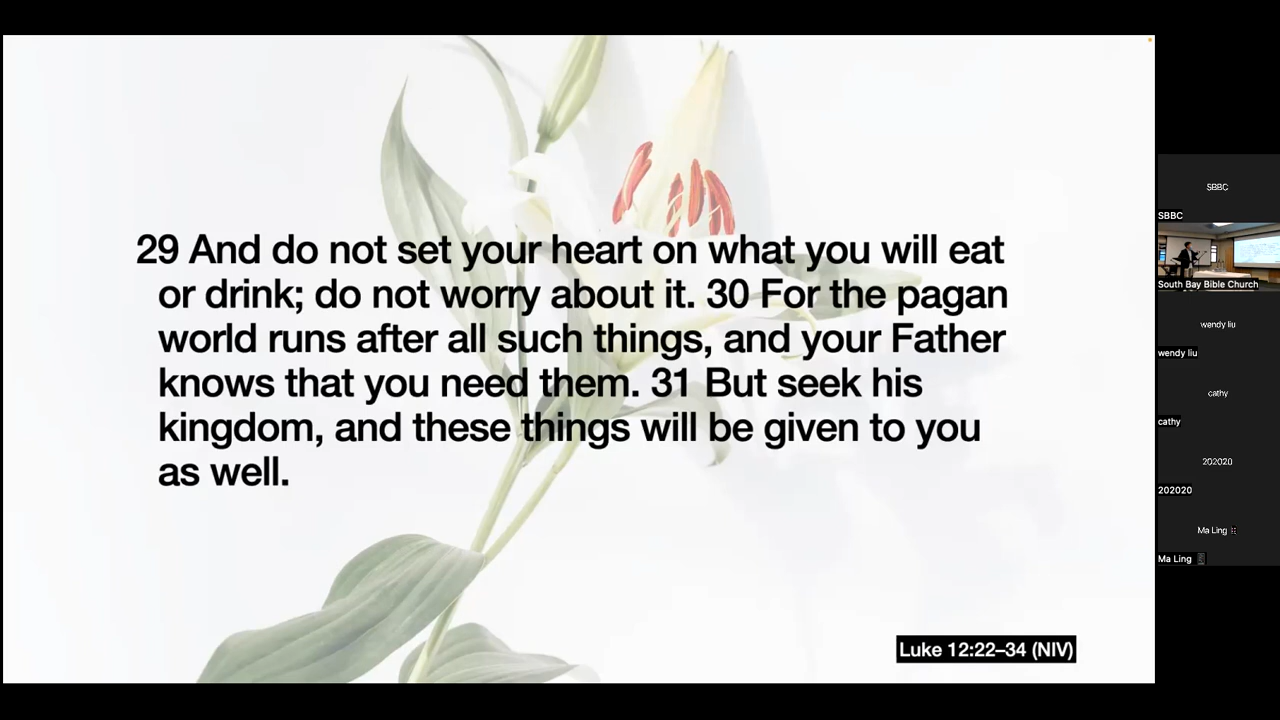 29 And do not set your heart on what you will eat
or drink; do not worry about it. 30 For the pagan
world runs after all such things, and your Father
knows that you need them. 31 But seek his
kingdom, and these things will be given to you
as well.
Luke 12:22–34 (NIV)
SBBC
SBBC
South Bay Bible Church
wendy liu
wendy liu
cathy
cathy
202020
202020
Ma Ling
Ma Ling